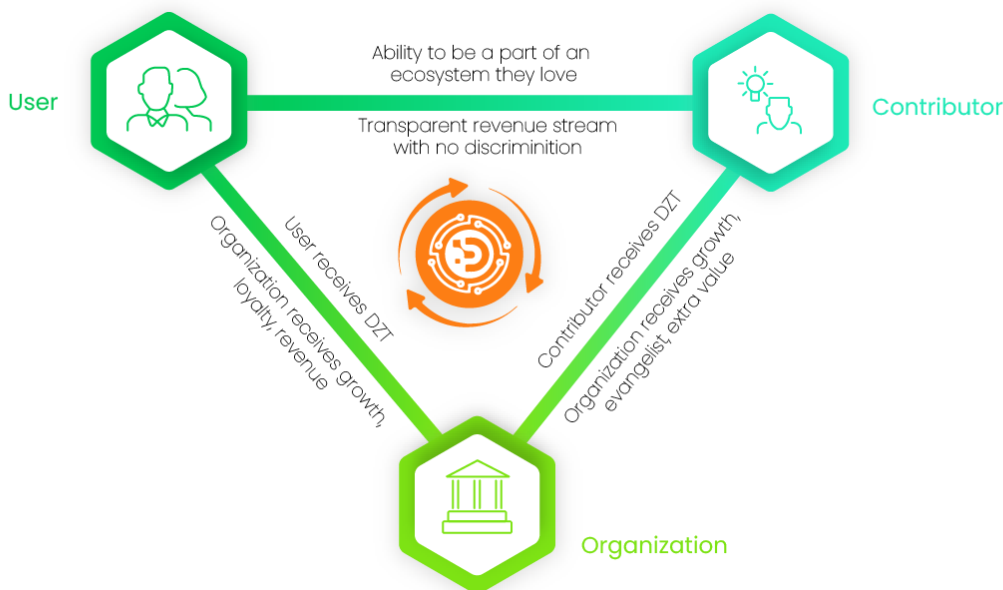 Ability to be a part of an
ecosystem they love
User
Contributor
Transparent revenue stream
with no discriminition
User receives DZT
Organization receives growth,
loyalty, revenue
Contributor receives DZT
Organization receives growth,
evangelist, extra value
Organization